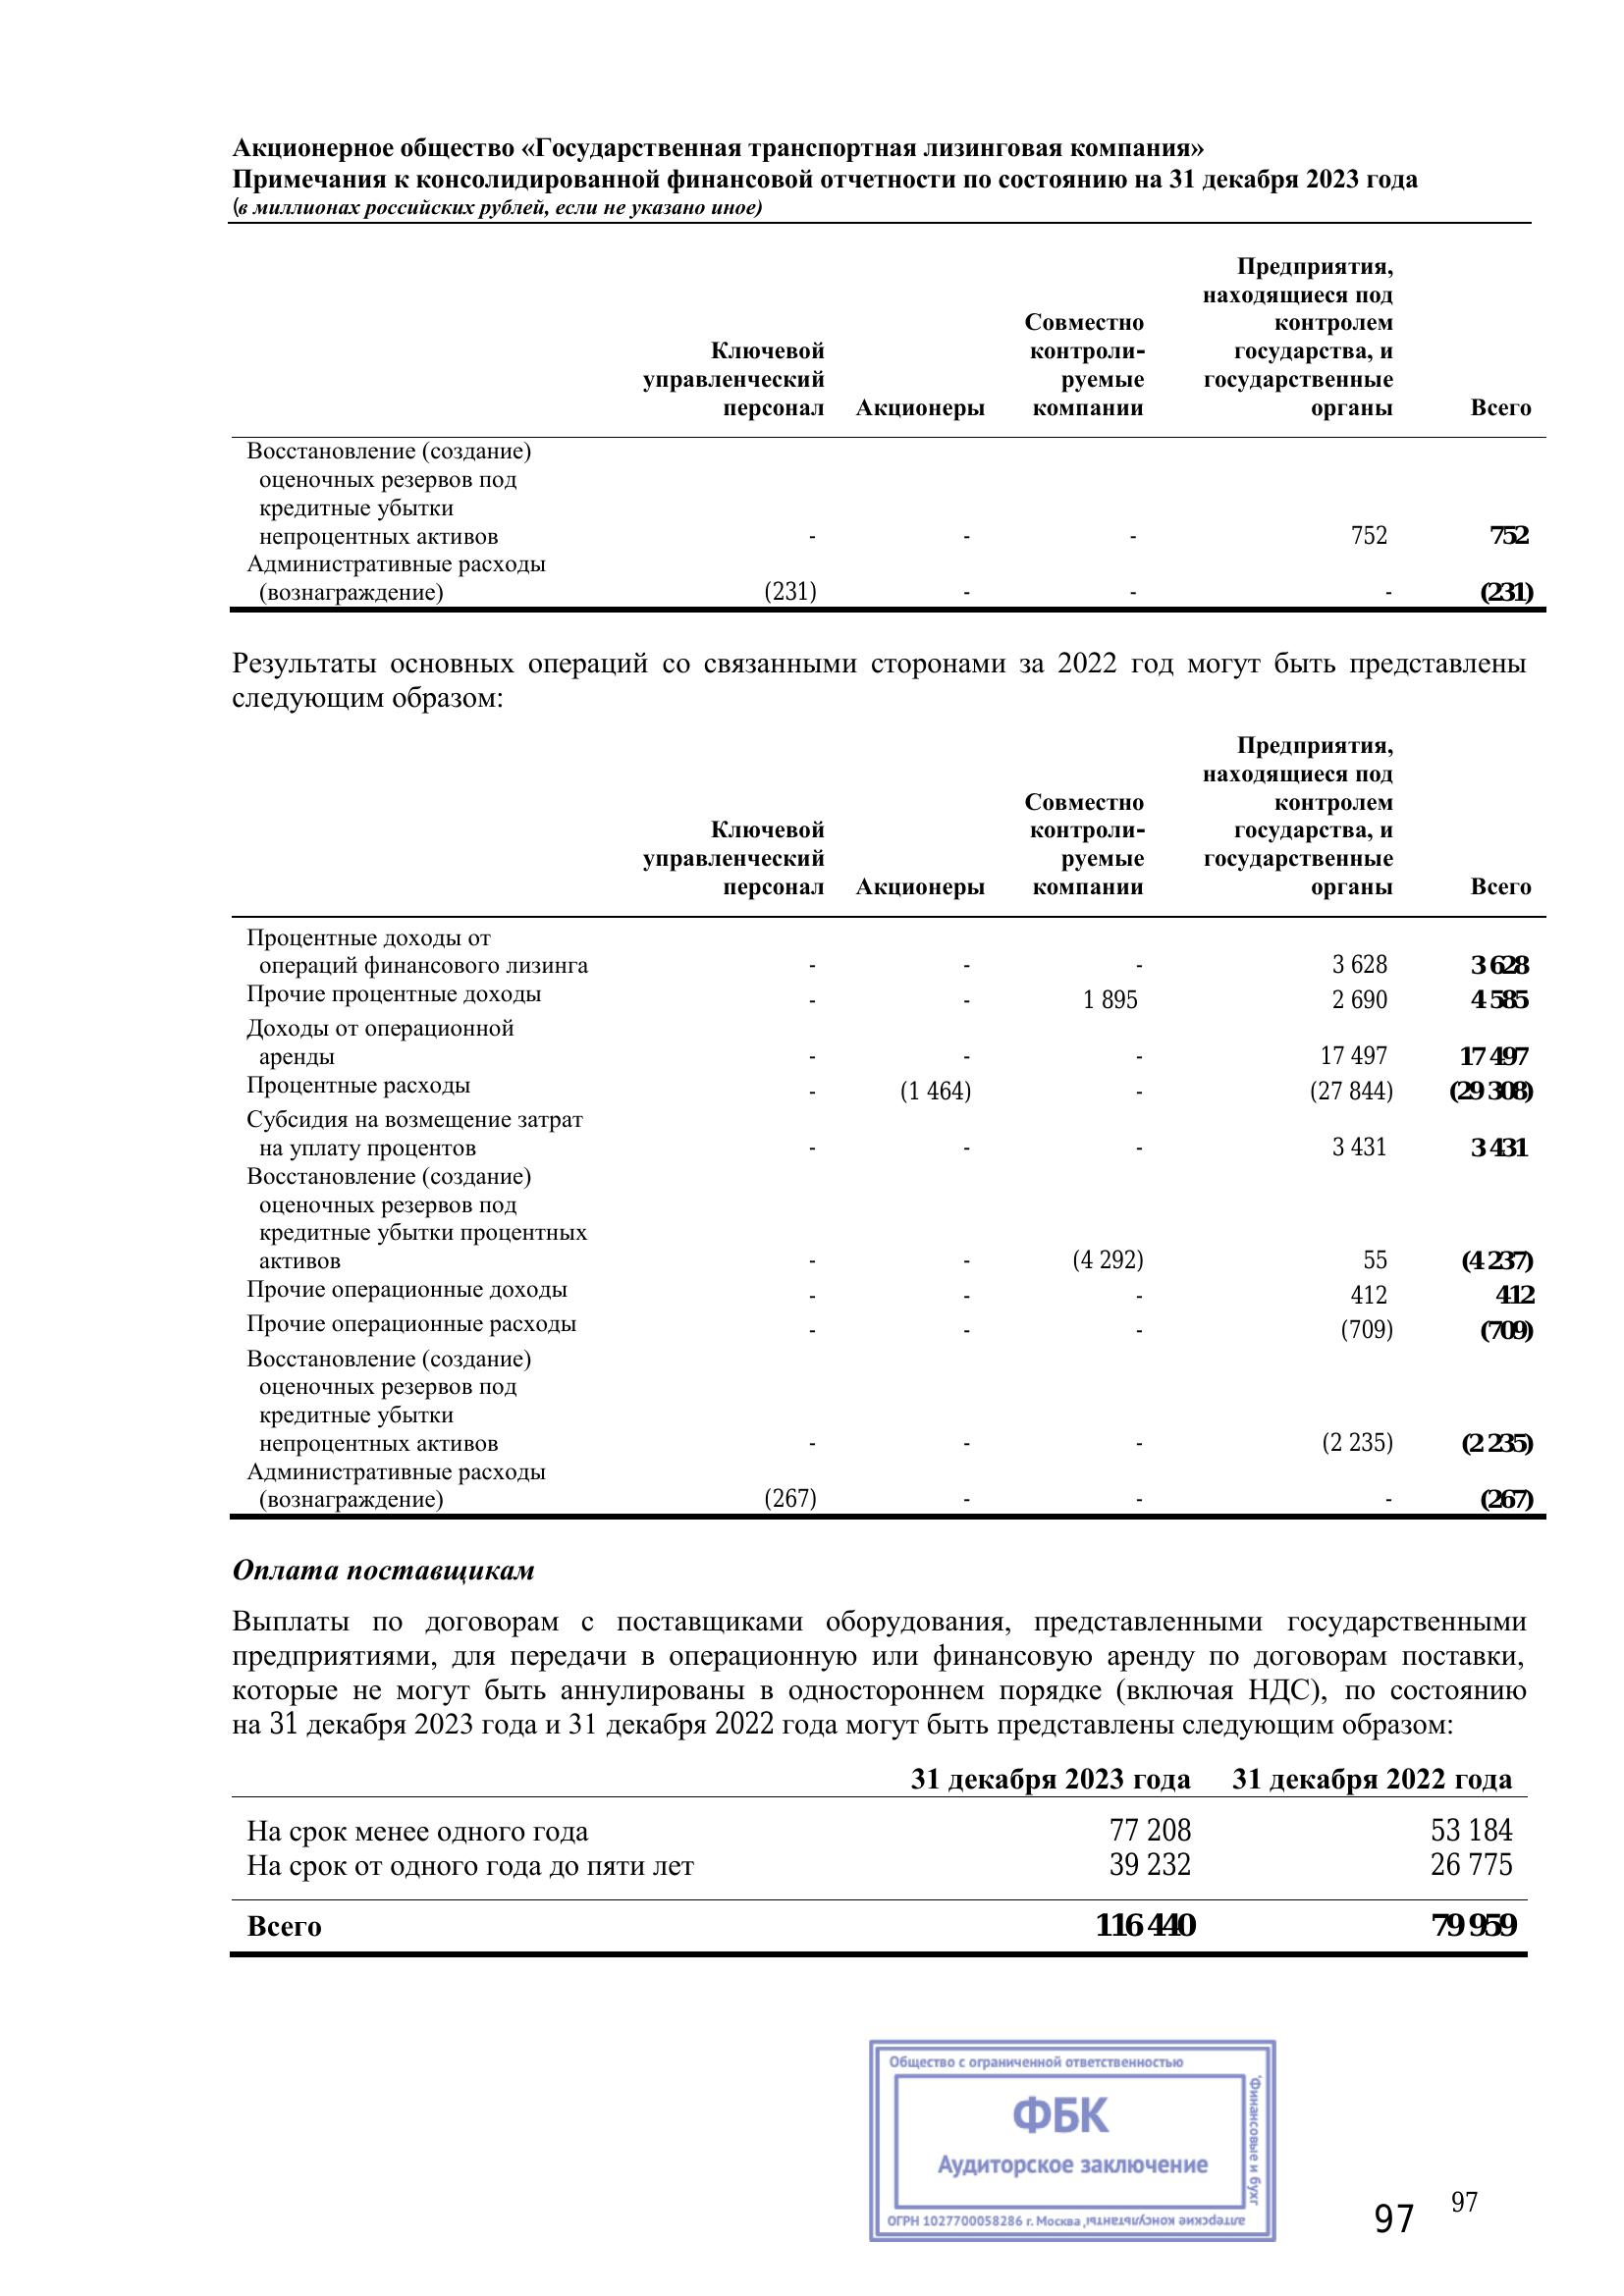 Акционерное общество «Государственная транспортная лизинговая компания»
Примечания к консолидированной финансовой отчетности по состоянию на 31 декабря 2023 года
(в миллионах российских рублей, если не указано иное)
Предприятия,
находящиеся под
Совместно контролем
Ключевой контроли- государства, и
управленческий руемые государственные
персонал Акционеры компании органы Всего
Восстановление (создание)
оценочных резервов под
кредитные убытки
непроцентных активов - - - 752 752
Административные расходы
(вознаграждение) (231) - - - (231)
Результаты основных операций со связанными сторонами за 2022 год могут быть представлены
следующим образом:
Предприятия,
находящиеся под
Совместно контролем
Ключевой контроли- государства, и
управленческий руемые государственные
персонал Акционеры компании органы Всего
Процентные доходы от
операций финансового лизинга - - - 3 628 3 628
Прочие процентные доходы - - 1 895 2 690 4 585
Доходы от операционной
аренды - - - 17 497 17 497
Процентные расходы - (1 464) - (27 844) (29 308)
Субсидия на возмещение затрат
на уплату процентов - - - 3 431 3 431
Восстановление (создание)
оценочных резервов под
кредитные убытки процентных
активов - - (4 292) 55 (4 237)
Прочие операционные доходы - - - 412 412
Прочие операционные расходы - - - (709) (709)
Восстановление (создание)
оценочных резервов под
кредитные убытки
непроцентных активов - - - (2 235) (2 235)
Административные расходы
(вознаграждение) (267) - - - (267)
Оплата поставщикам
Выплаты по договорам с поставщиками оборудования, представленными государственными
предприятиями, для передачи в операционную или финансовую аренду по договорам поставки,
которые не могут быть аннулированы в одностороннем порядке (включая НДС), по состоянию
на 31 декабря 2023 года и 31 декабря 2022 года могут быть представлены следующим образом:
31 декабря 2023 года 31 декабря 2022 года
На срок менее одного года 77 208 53 184
На срок от одного года до пяти лет 39 232 26 775
Всего 116 440 79 959
Общество с ограниченной ответственностью
"Финансовые и бухг
алтерские консультанты"
ФБК
Аудиторское заключение
ОГРН 1027700058286 г. Москва
97
97